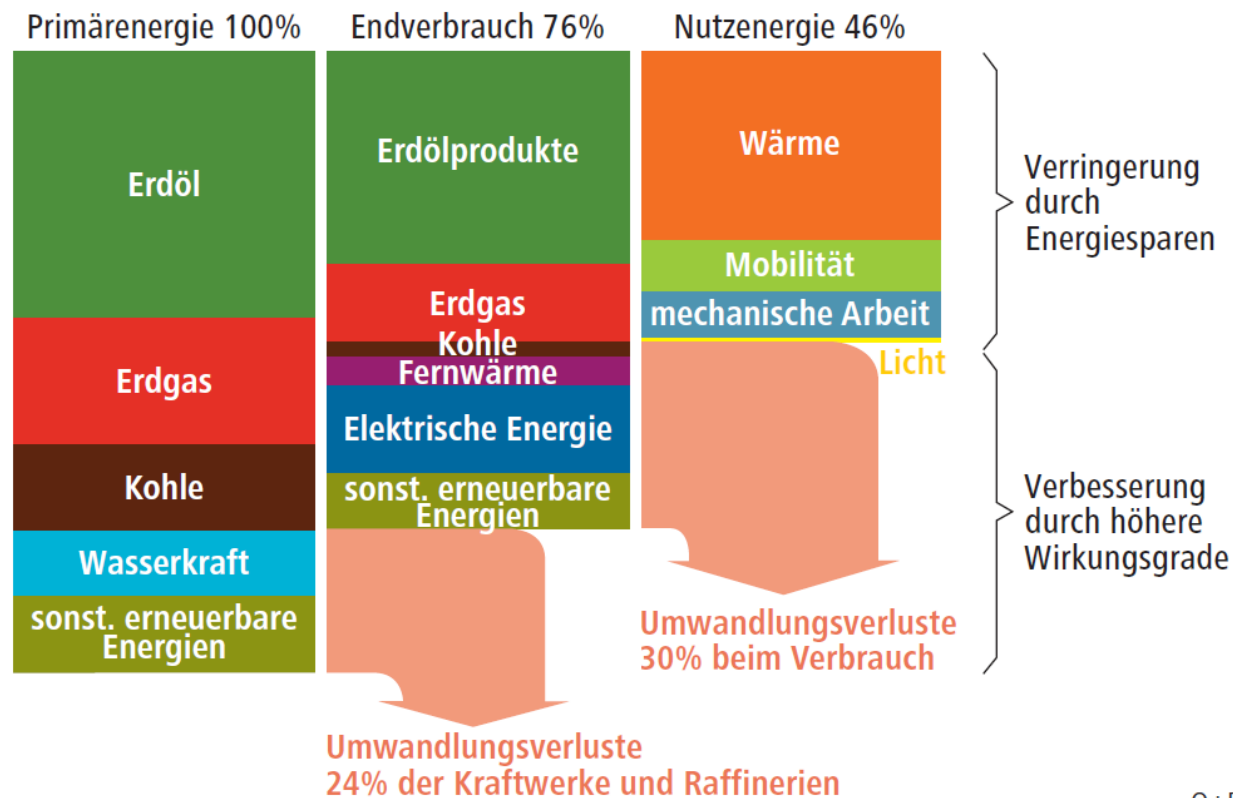 Primärenergie 100%
Endverbrauch 76%
Nutzenergie 46%
Erdöl
Erdgas
Kohle
Wasserkraft
sonst. erneuerbare
Energien
Erdölprodukte
Erdgas
Kohle
Fernwärme
Elektrische Energie
sonst. erneuerbare
Energien
Umwandlungsverluste
24% der Kraftwerke und Raffinerien
Wärme
Mobilität
mechanische Arbeit
Licht
Umwandlungsverluste
30% beim Verbrauch
Verringerung
durch
Energiesparen
Verbesserung
durch höhere
Wirkungsgrade